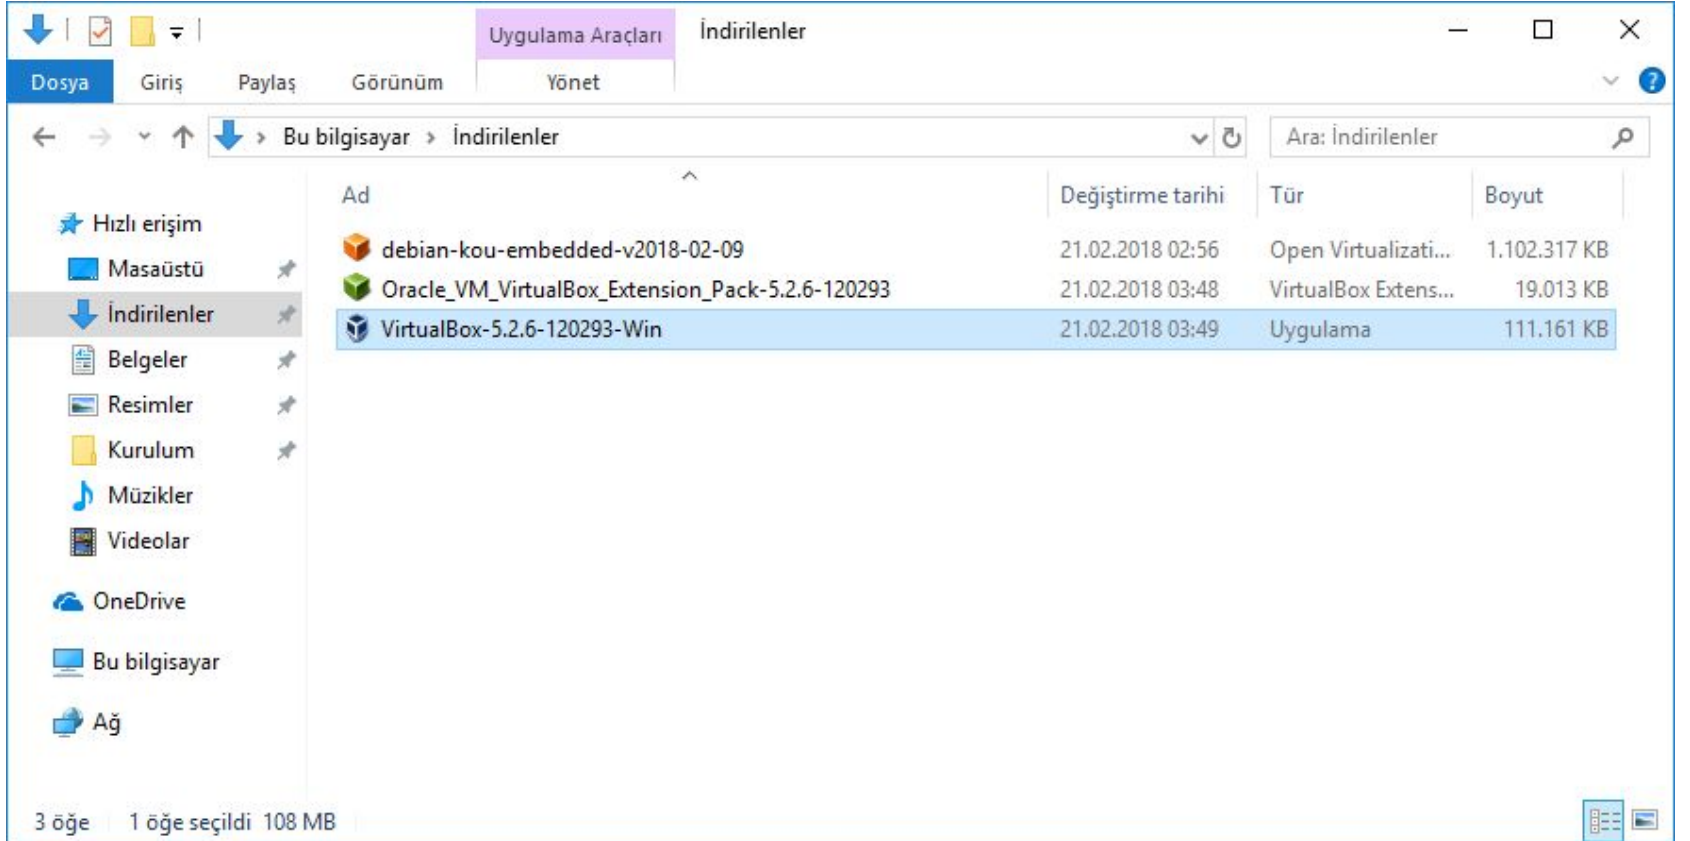 Uygulama Araçları İndirilenler
Dosya Giriş Paylaş Görünüm Yönet
Bu bilgisayar İndirilenler Ara: İndirilenler
Ad Değiştirme tarihi Tür Boyut
Hızlı erişim
debian-kou-embedded-v2018-02-09 21.02.2018 02:56 Open Virtualizati... 1.102.317 KB
Masaüstü
Oracle_VM_VirtualBox_Extension_Pack-5.2.6-120293 21.02.2018 03:48 VirtualBox Extens... 19.013 KB
İndirilenler
VirtualBox-5.2.6-120293-Win 21.02.2018 03:49 Uygulama 111.161 KB
Belgeler
Resimler
Kurulum
Müzikler
Videolar
OneDrive
Bu bilgisayar
Ağ
3 öğe 1 öğe seçildi 108 MB